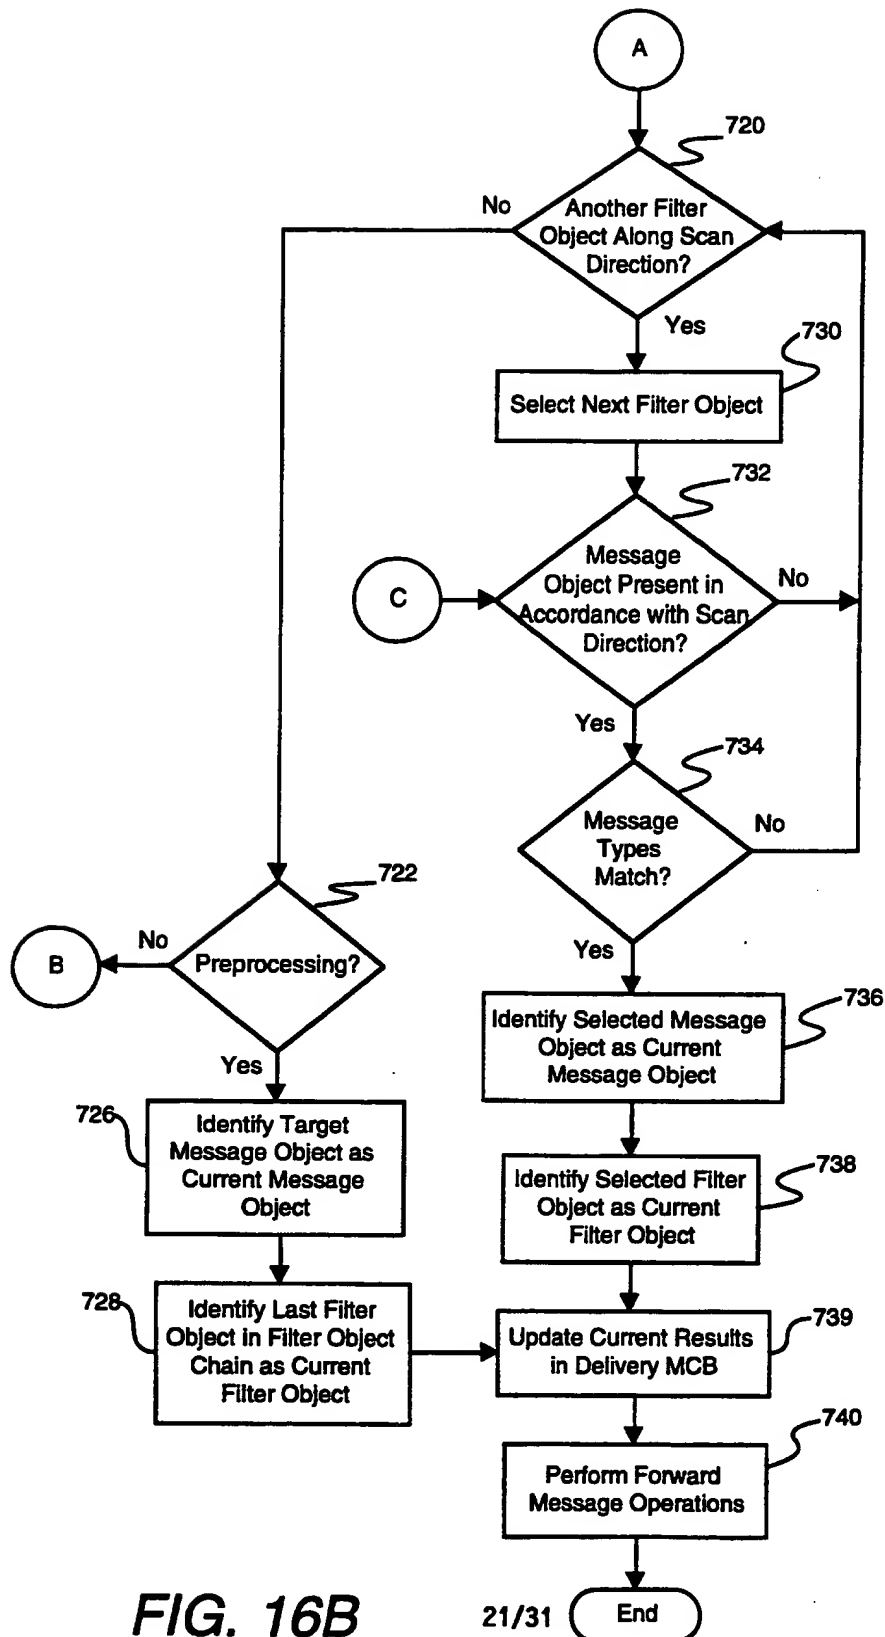 A
720
No
Another Filter
Object Along Scan
Direction?
Yes
730
Select Next Filter Object
732
Message
Object Present in
Accordance with Scan
Direction?
No
C
Yes
734
Message
Types
Match?
No
722
Preprocessing?
No
B
Yes
Yes
736
Identify Selected Message
Object as Current
Message Object
726
Identify Target
Message Object as
Current Message
Object
738
Identify Selected Filter
Object as Current
Filter Object
728
Identify Last Filter
Object in Filter Object
Chain as Current
Filter Object
739
Update Current Results
in Delivery MCB
740
Perform Forward
Message Operations
FIG. 16B
21/31
End